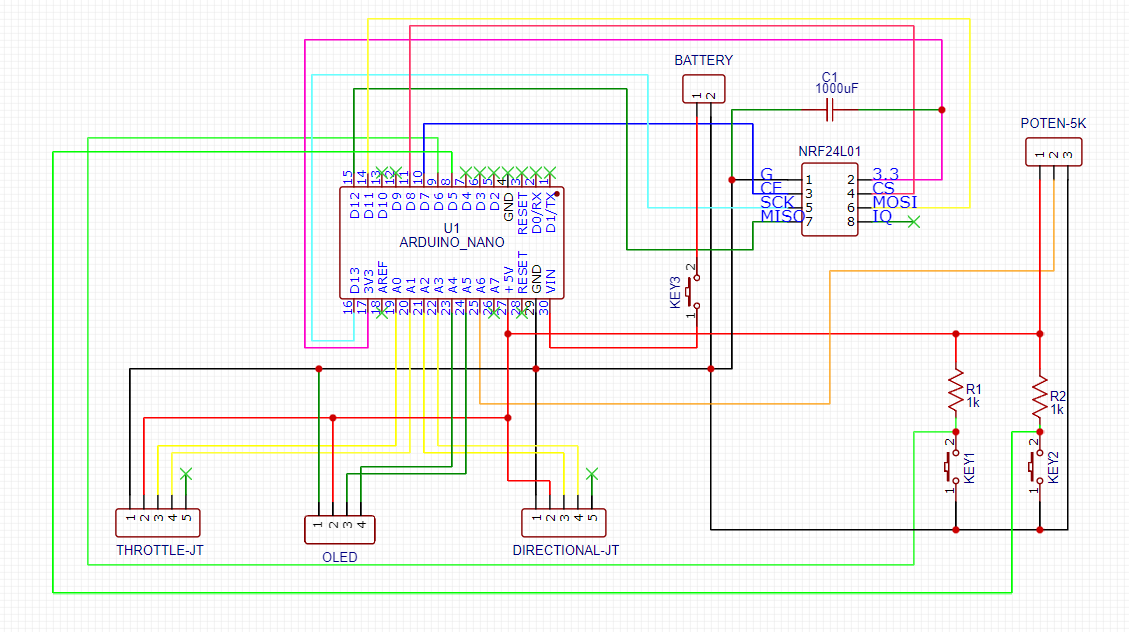 BATTERY
1 2
C1
1000uF
POTEN-5K
1 2 3
NRF24L01
G 1 2 3.3
CE 3 4 CS
SCK 5 6 MOSI
MISO 7 8 IQ
15 14 13 12 11 10 9 8 7 6 5 4 3 2 1
D12 D11 D10 D9 D8 D7 D6 D5 D4 D3 D2 GND RESET D0/RX D1/TX
U1
ARDUINO_NANO
D13 3V3 AREF A0 A1 A2 A3 A4 A5 A6 A7 +5V RESET GND VIN
16 17 18 19 20 21 22 23 24 25 26 27 28 29 30
KEY3
2
1
R1
1k
R2
1k
KEY1
2
1
KEY2
2
1
1 2 3 4 5
THROTTLE-JT
1 2 3 4
OLED
1 2 3 4 5
DIRECTIONAL-JT